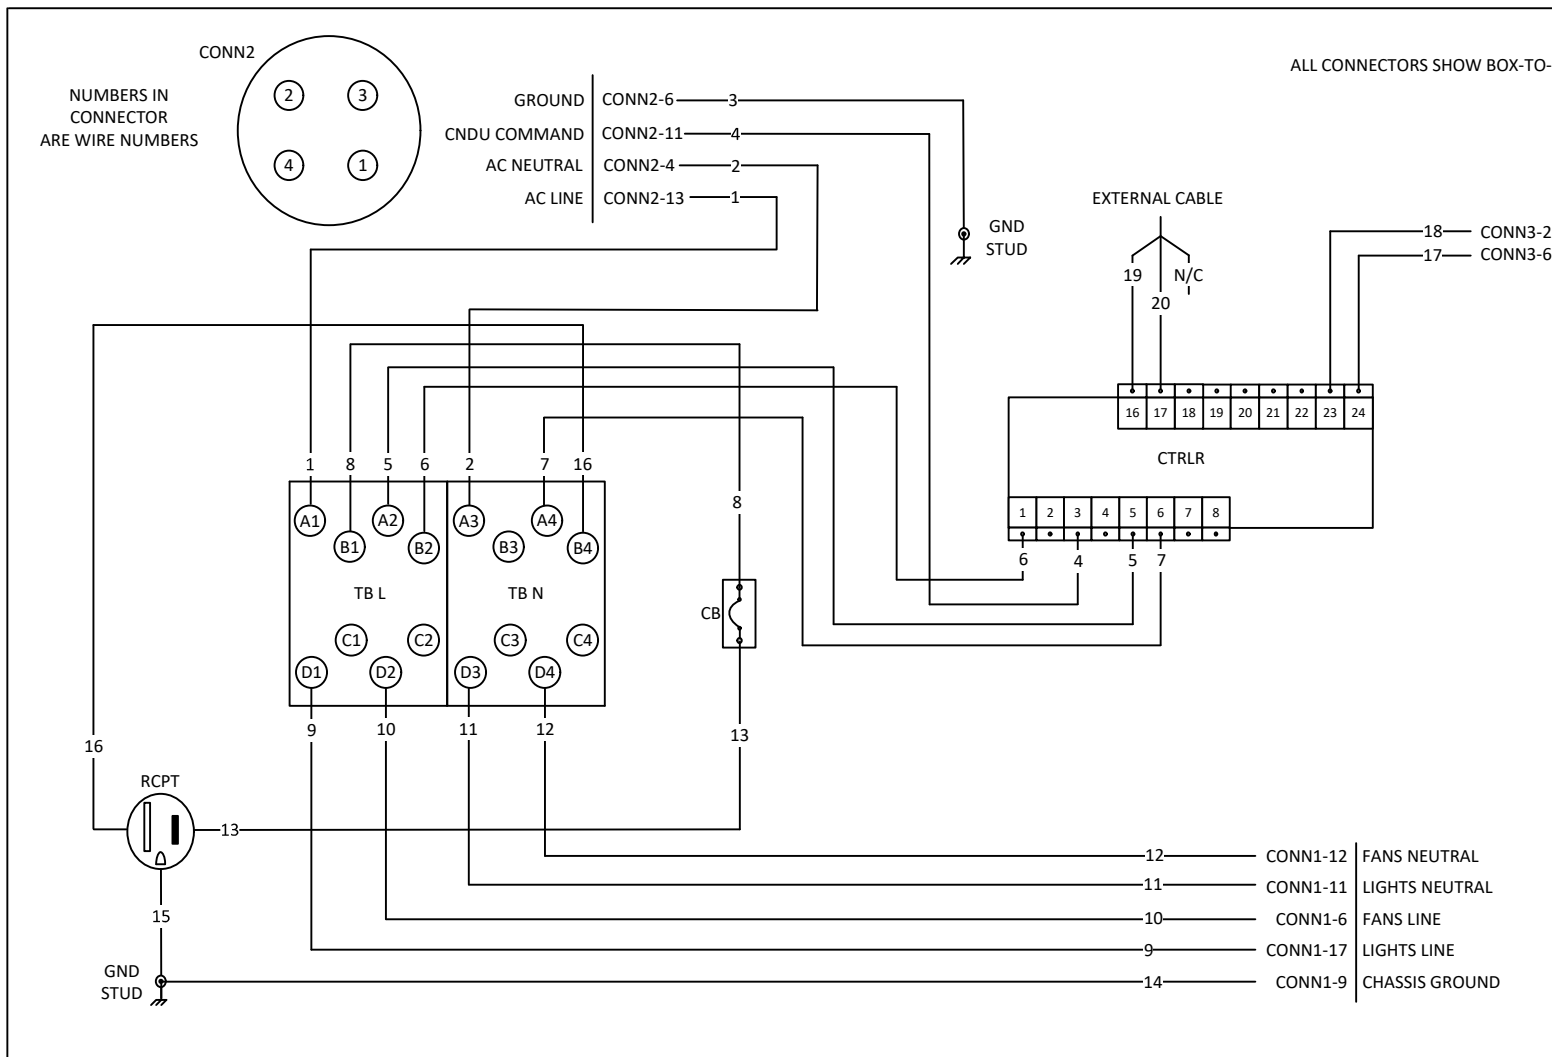 CONN2
NUMBERS IN
CONNECTOR
ARE WIRE NUMBERS
2
3
4
1
GROUND CONN2-6 3
CNDU COMMAND CONN2-11 4
AC NEUTRAL CONN2-4 2
AC LINE CONN2-13 1
ALL CONNECTORS SHOW BOX-TO-
GND
STUD
EXTERNAL CABLE
19
N/C
20
18 CONN3-2
17 CONN3-6
16 17 18 19 20 21 22 23 24
CTRLR
1 2 3 4 5 6 7 8
6 4 5 7
1 8 5 6 2 7 16
A1 A2 A3 A4
B1 B2 B3 B4
TB L TB N
C1 C2 C3 C4
D1 D2 D3 D4
9 10 11 12
8
CB
13
16
RCPT
13
15
GND
STUD
12 CONN1-12 FANS NEUTRAL
11 CONN1-11 LIGHTS NEUTRAL
10 CONN1-6 FANS LINE
9 CONN1-17 LIGHTS LINE
14 CONN1-9 CHASSIS GROUND